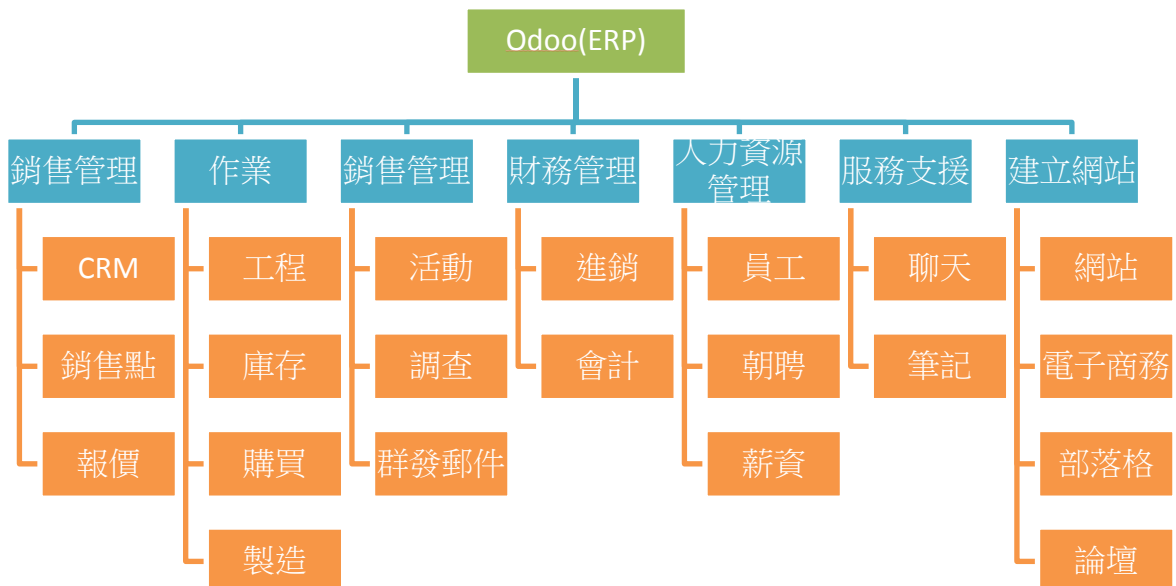 Odoo(ERP)
銷售管理
作業
銷售管理
財務管理
人力資源
管理
服務支援
建立網站
CRM
工程
活動
進銷
員工
聊天
網站
銷售點
庫存
調查
會計
朝聘
筆記
電子商務
報價
購買
群發郵件
薪資
部落格
製造
論壇